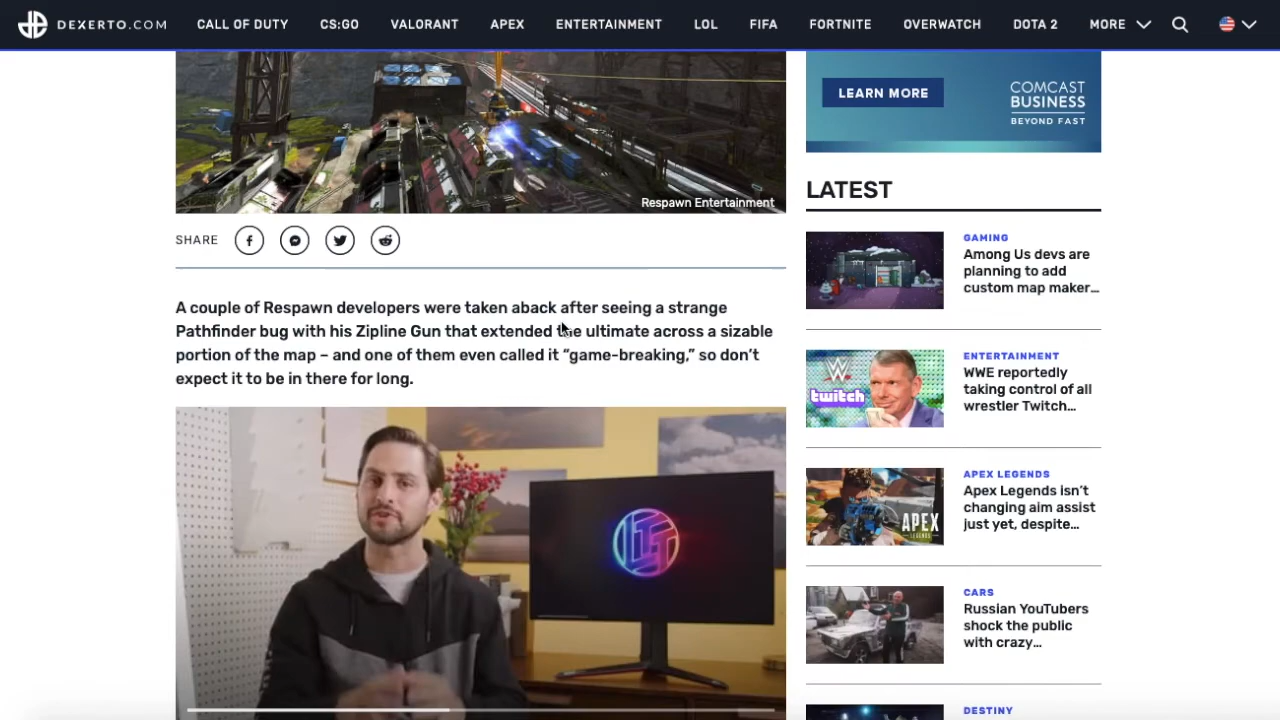 DEXERTO.COM
CALL OF DUTY
CS:GO
VALORANT
APEX
ENTERTAINMENT
LOL
FIFA
FORTNITE
OVERWATCH
DOTA 2
MORE
Respawn Entertainment
SHARE
A couple of Respawn developers were taken aback after seeing a strange
Pathfinder bug with his Zipline Gun that extended the ultimate across a sizable
portion of the map – and one of them even called it “game-breaking,” so don’t
expect it to be in there for long.
LEARN MORE
COMCAST
BUSINESS
BEYOND FAST
LATEST
GAMING
Among Us devs are
planning to add
custom map maker...
W
twitch
ENTERTAINMENT
WWE reportedly
taking control of all
wrestler Twitch...
APEX
LEGENDS
APEX LEGENDS
Apex Legends isn’t
changing aim assist
just yet, despite...
CARS
Russian YouTubers
shock the public
with crazy...
DESTINY